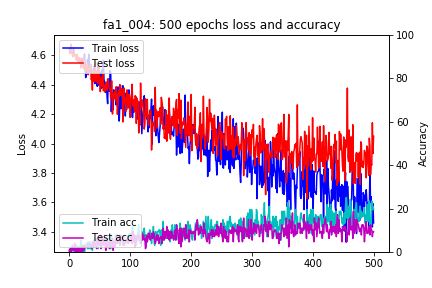 fa1_004: 500 epochs loss and accuracy
Train loss
Test loss
Train acc
Test acc
Loss
Accuracy
4.6
4.4
4.2
4.0
3.8
3.6
3.4
100
80
60
40
20
0
0
100
200
300
400
500